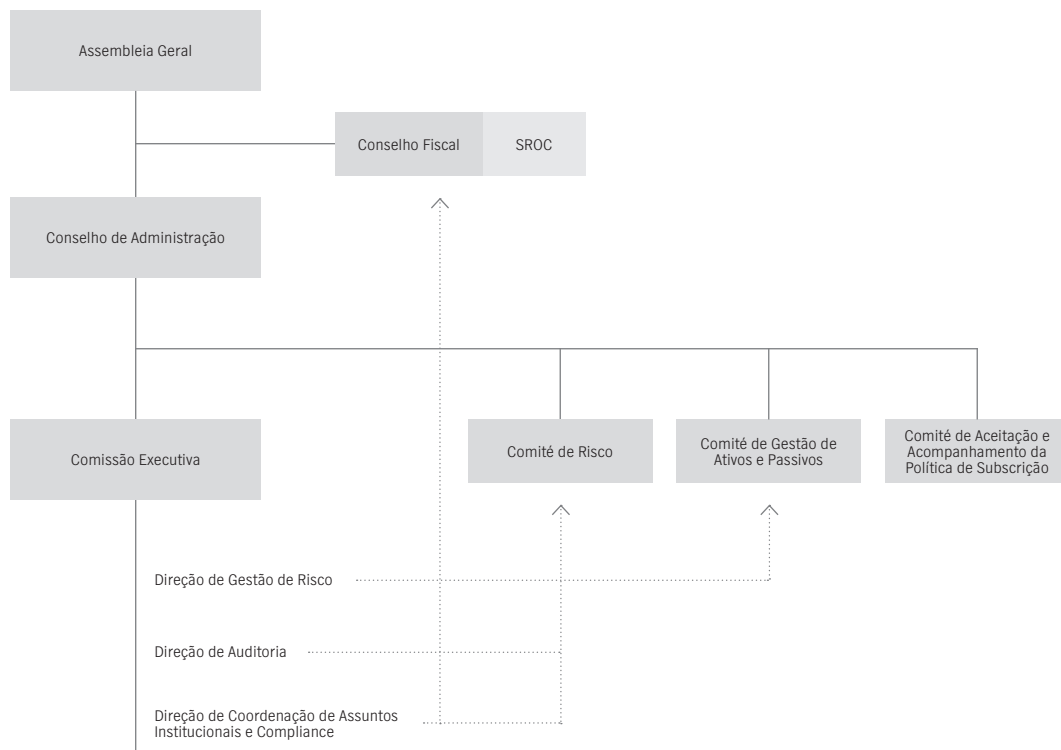 Assembleia Geral
Conselho Fiscal
SROC
Conselho de Administração
Comissão Executiva
Comité de Risco
Comité de Gestão de
Ativos e Passivos
Comité de Aceitação e
Acompanhamento da
Política de Subscrição
Direção de Gestão de Risco
Direção de Auditoria
Direção de Coordenação de Assuntos
Institucionais e Compliance